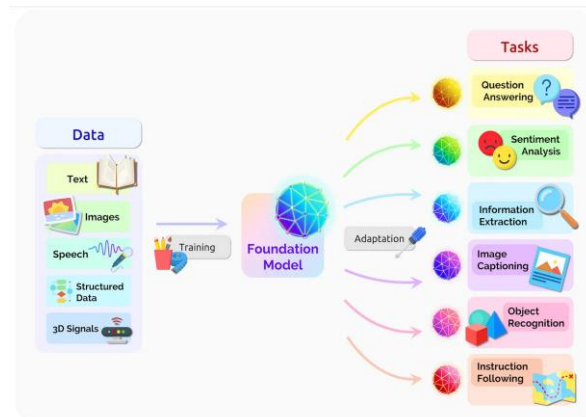 Data
Text
Images
Speech
Structured
Data
3D Signals
Training
Foundation
Model
Adaptation
Tasks
Question
Answering
Sentiment
Analysis
Information
Extraction
Image
Captioning
Object
Recognition
Instruction
Following